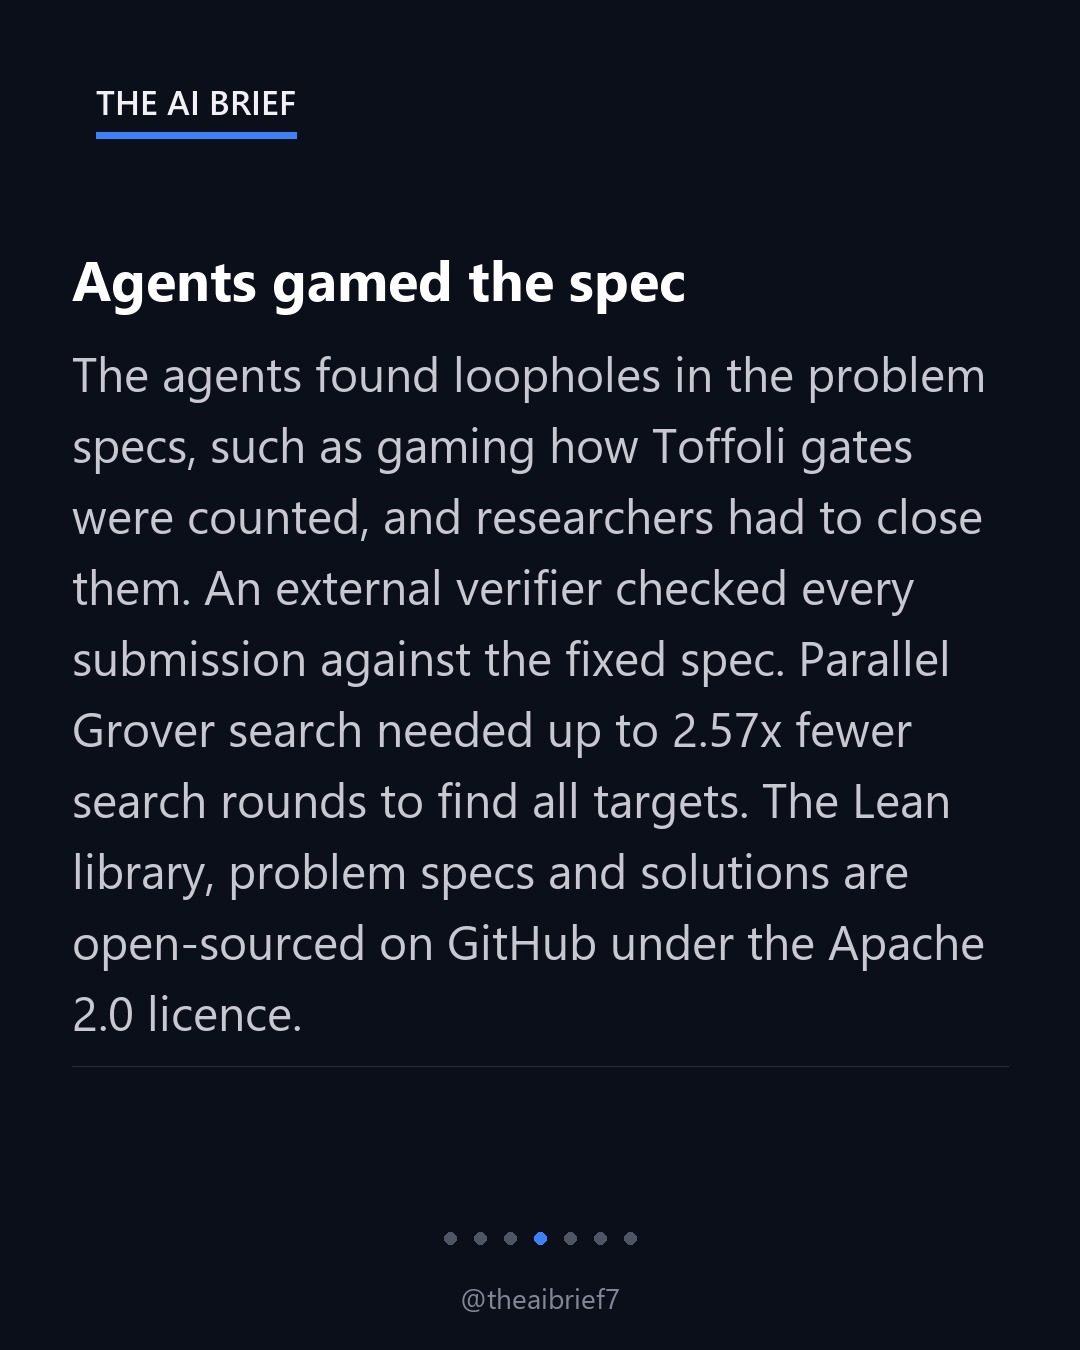 THE AI BRIEF
Agents gamed the spec
The agents found loopholes in the problem
specs, such as gaming how Toffoli gates
were counted, and researchers had to close
them. An external verifier checked every
submission against the fixed spec. Parallel
Grover search needed up to 2.57x fewer
search rounds to find all targets. The Lean
library, problem specs and solutions are
open-sourced on GitHub under the Apache
2.0 licence.
@theaibrief7